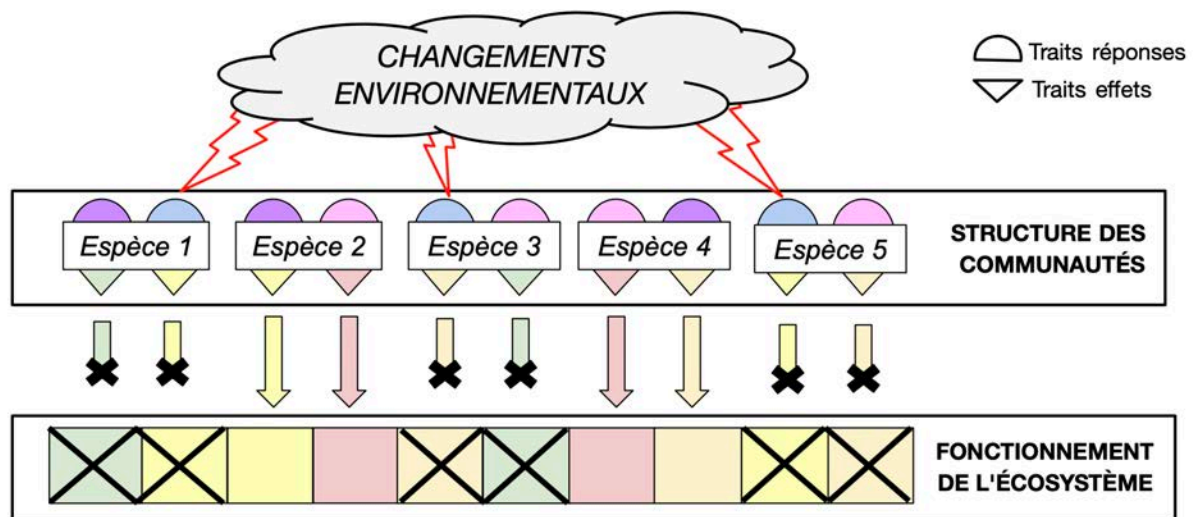 CHANGEMENTS
ENVIRONNEMENTAUX
Traits réponses
Traits effets
Espèce 1
Espèce 2
Espèce 3
Espèce 4
Espèce 5
STRUCTURE DES
COMMUNAUTÉS
FONCTIONNEMENT
DE L'ÉCOSYSTÈME